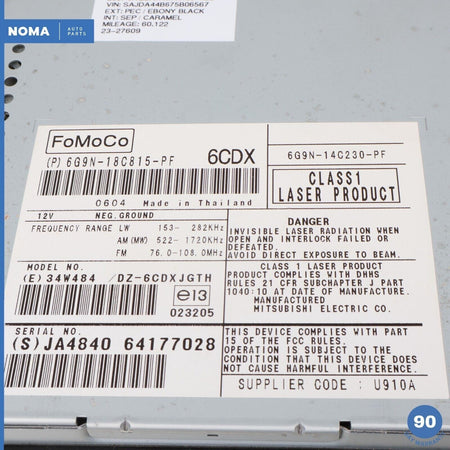 NOMA AUTO PARTS
VIN: SAJDA44B675B06567
EXT: PEC / EBONY BLACK
INT: SEP : CARAMEL
MILEAGE: 60,122
23-27609
FoMoCo
(P) 6G9N-18C815-PF
6CDX
6G9N-14C230-PF
0604 Made in Thailand
CLASS1
LASER PRODUCT
12V NEG.GROUND
FREQUENCY RANGE LW 153- 282KHz
AM (MW) 522- 1720KHz
FM 76.0-108.0MHz
DANGER
INVISIBLE LASER RADIATION WHEN
OPEN AND INTERLOCK FAILED OR
DEFEATED.
AVOID DIRECT EXPOSURE TO BEAM.
MODEL NO.
(E) 34W484 /DZ-6CDXJGTH
e13
023205
CLASS 1 LASER PRODUCT
PRODUCT COMPLIES WITH DHHS
RULES 21 CFR SUBCHAPTER J PART
1040:10 AT DATE OF MANUFACTURE.
MANUFACTURED
MITSUBISHI ELECTRIC CO.
SERIAL NO.
(S) JA4840 64177028
THIS DEVICE COMPLIES WITH PART
15 OF THE FCC RULES.
OPERATION IS SUBJECT TO THE
CONDITION THAT THIS DEVICE DOES
NOT CAUSE HARMFUL INTERFERENCE.
SUPPLIER CODE : U910A
90
DAY WARRANTY